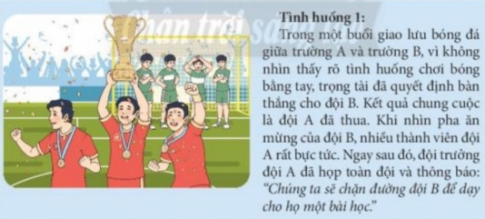 Chân trời sáng
Tình huống 1:
Trong một buổi giao lưu bóng đá
giữa trường A và trường B, vì không
nhìn thấy rõ tình huống chơi bóng
bằng tay, trọng tài đã quyết định bàn
thắng cho đội B. Kết quả chung cuộc
là đội A đã thua. Khi nhìn pha ăn
mừng của đội B, nhiều thành viên đội
A rất bực tức. Ngay sau đó, đội trưởng
đội A đã họp toàn đội và thông báo:
"Chúng ta sẽ chặn đường đội B để dạy
cho họ một bài học."